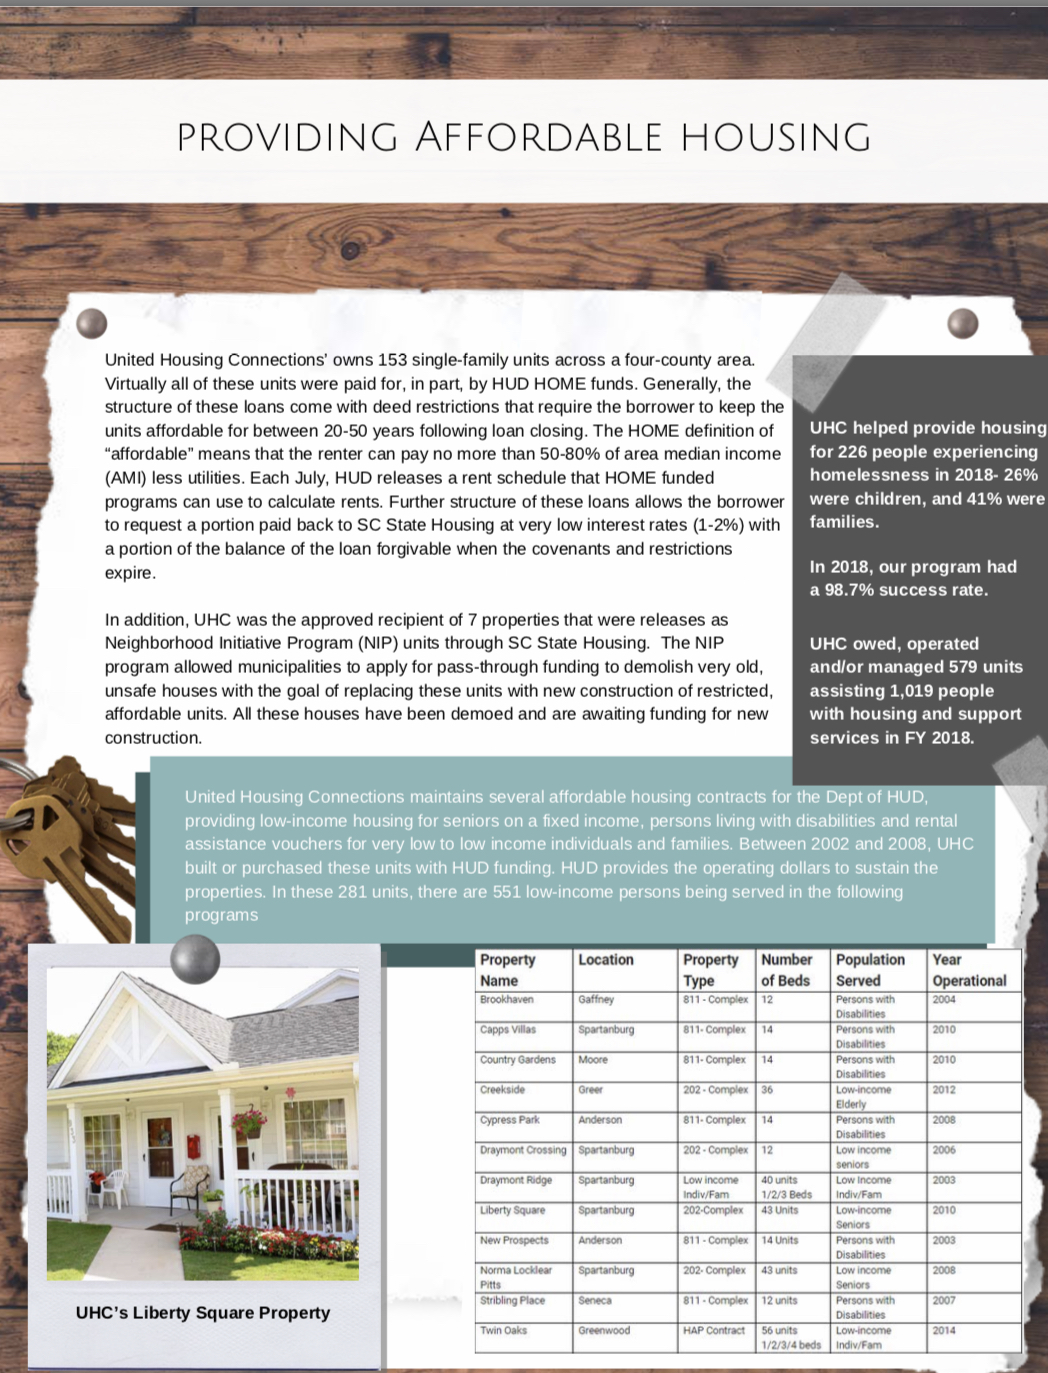 PROVIDING AFFORDABLE HOUSING
United Housing Connections’ owns 153 single-family units across a four-county area.
Virtually all of these units were paid for, in part, by HUD HOME funds. Generally, the
structure of these loans come with deed restrictions that require the borrower to keep the
units affordable for between 20-50 years following loan closing. The HOME definition of
“affordable” means that the renter can pay no more than 50-80% of area median income
(AMI) less utilities. Each July, HUD releases a rent schedule that HOME funded
programs can use to calculate rents. Further structure of these loans allows the borrower
to request a portion paid back to SC State Housing at very low interest rates (1-2%) with
a portion of the balance of the loan forgivable when the covenants and restrictions
expire.
In addition, UHC was the approved recipient of 7 properties that were releases as
Neighborhood Initiative Program (NIP) units through SC State Housing.  The NIP
program allowed municipalities to apply for pass-through funding to demolish very old,
unsafe houses with the goal of replacing these units with new construction of restricted,
affordable units. All these houses have been demoed and are awaiting funding for new
construction.
UHC helped provide housing
for 226 people experiencing
homelessness in 2018- 26%
were children, and 41% were
families.
In 2018, our program had
a 98.7% success rate.
UHC owed, operated
and/or managed 579 units
assisting 1,019 people
with housing and support
services in FY 2018.
United Housing Connections maintains several affordable housing contracts for the Dept of HUD,
providing low-income housing for seniors on a fixed income, persons living with disabilities and rental
assistance vouchers for very low to low income individuals and families. Between 2002 and 2008, UHC
built or purchased these units with HUD funding. HUD provides the operating dollars to sustain the
properties. In these 281 units, there are 551 low-income persons being served in the following
programs
UHC’s Liberty Square Property
Property Name Location Property Type Number of Beds Population Served Year Operational
Brookhaven Gaffney 811 - Complex 12 Persons with Disabilities 2004
Capps Villas Spartanburg 811- Complex 14 Persons with Disabilities 2010
Country Gardens Moore 811- Complex 14 Persons with Disabilities 2010
Creekside Greer 202 - Complex 36 Low-income Elderly 2012
Cypress Park Anderson 811- Complex 14 Persons with Disabilities 2008
Draymont Crossing Spartanburg 202 - Complex 12 Low income seniors 2006
Draymont Ridge Spartanburg Low income Indiv/Fam 40 units 1/2/3 Beds Low Income Indiv/Fam 2003
Liberty Square Spartanburg 202-Complex 43 Units Low-income Seniors 2010
New Prospects Anderson 811 - Complex 14 Units Persons with Disabilities 2003
Norma Locklear Pitts Spartanburg 202- Complex 43 units Low income Seniors 2008
Stribling Place Seneca 811 - Complex 12 units Persons with Disabilities 2007
Twin Oaks Greenwood HAP Contract 56 units 1/2/3/4 beds Low-income Indiv/Fam 2014